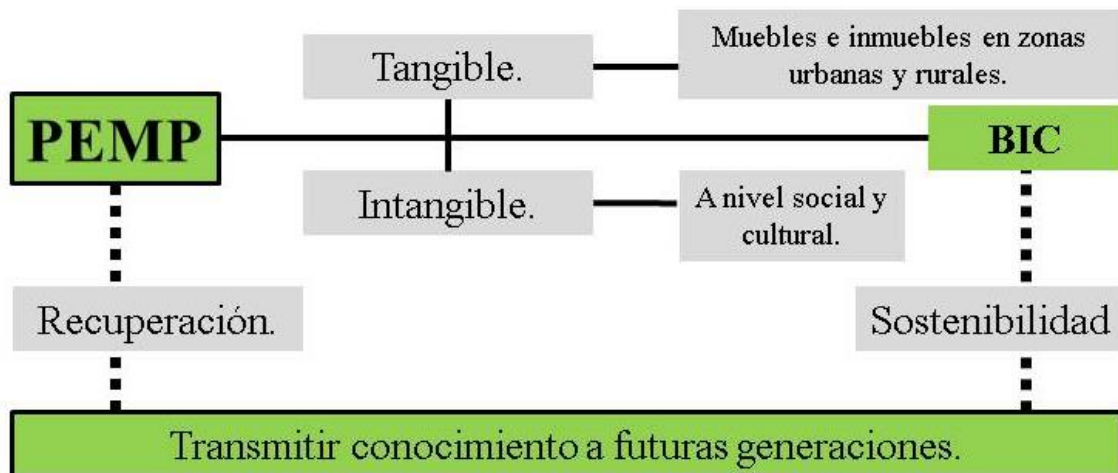 Tangible.
Muebles e inmuebles en zonas
urbanas y rurales.
PEMP
BIC
Intangible.
A nivel social y
cultural.
Recuperación.
Sostenibilidad
Transmitir conocimiento a futuras generaciones.